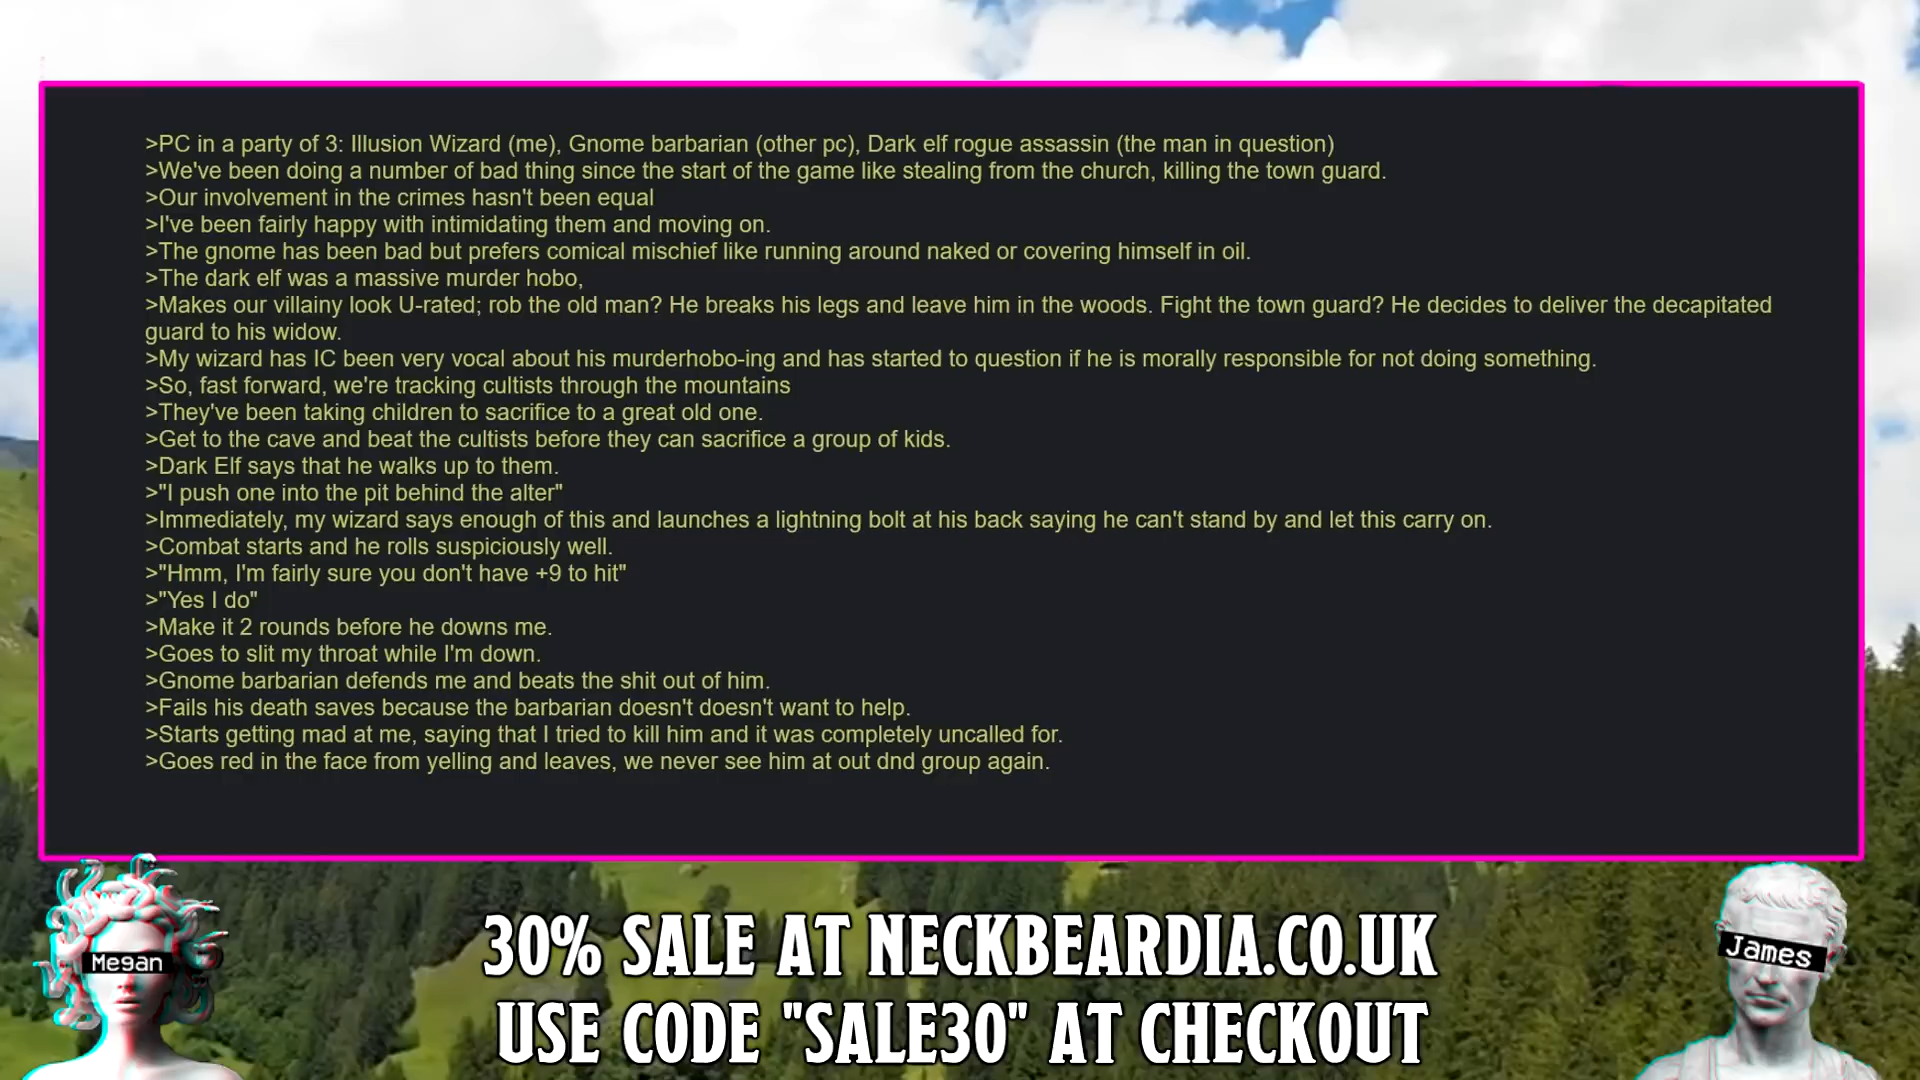 >PC in a party of 3: Illusion Wizard (me), Gnome barbarian (other pc), Dark elf rogue assassin (the man in question)
>We've been doing a number of bad thing since the start of the game like stealing from the church, killing the town guard.
>Our involvement in the crimes hasn't been equal
>I've been fairly happy with intimidating them and moving on.
>The gnome has been bad but prefers comical mischief like running around naked or covering himself in oil.
>The dark elf was a massive murder hobo,
>Makes our villainy look U-rated; rob the old man? He breaks his legs and leave him in the woods. Fight the town guard? He decides to deliver the decapitated
guard to his widow.
>My wizard has IC been very vocal about his murderhobo-ing and has started to question if he is morally responsible for not doing something.
>So, fast forward, we're tracking cultists through the mountains
>They've been taking children to sacrifice to a great old one.
>Get to the cave and beat the cultists before they can sacrifice a group of kids.
>Dark Elf says that he walks up to them.
>"I push one into the pit behind the alter"
>Immediately, my wizard says enough of this and launches a lightning bolt at his back saying he can't stand by and let this carry on.
>Combat starts and he rolls suspiciously well.
>"Hmm, I'm fairly sure you don't have +9 to hit"
>"Yes I do"
>Make it 2 rounds before he downs me.
>Goes to slit my throat while I'm down.
>Gnome barbarian defends me and beats the shit out of him.
>Fails his death saves because the barbarian doesn't doesn't want to help.
>Starts getting mad at me, saying that I tried to kill him and it was completely uncalled for.
>Goes red in the face from yelling and leaves, we never see him at out dnd group again.
Megan
James
30% SALE AT NECKBEARDIA.CO.UK
USE CODE "SALE30" AT CHECKOUT